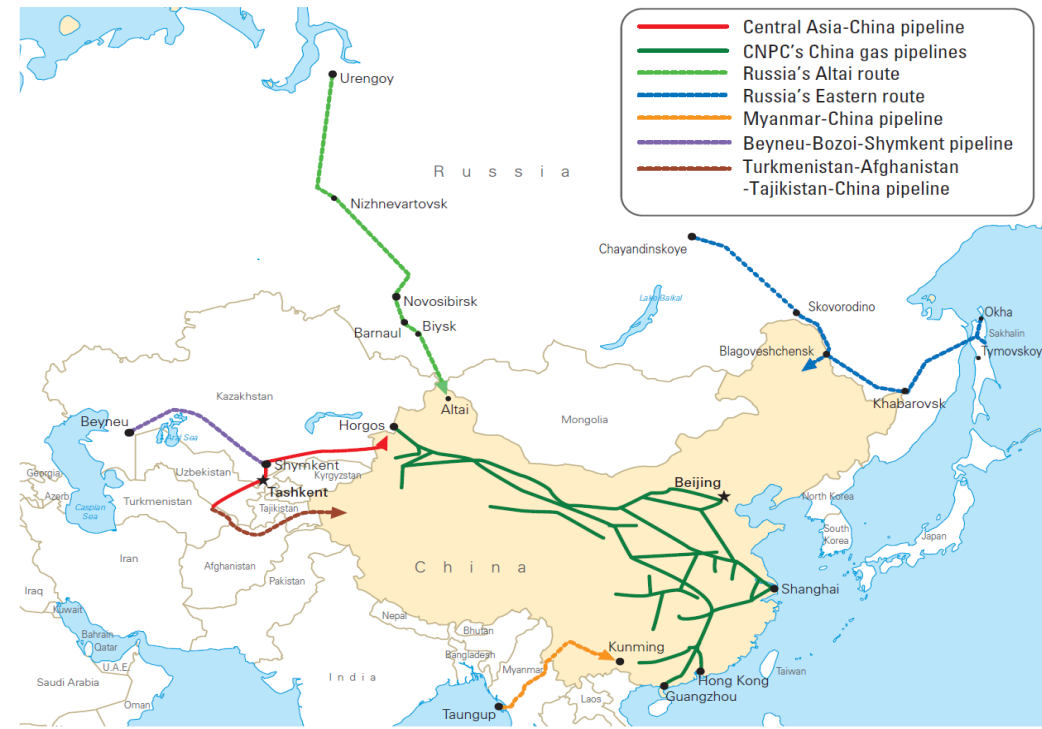 Central Asia-China pipeline
CNPC's China gas pipelines
Russia's Altai route
Russia's Eastern route
Myanmar-China pipeline
Beyneu-Bozoi-Shymkent pipeline
Turkmenistan-Afghanistan
-Tajikistan-China pipeline
Urengoy
Russia
Nizhnevartovsk
Chayandinskoye
Lake Baikal
Novosibirsk
Skovorodino
Okha
Barnaul
Biysk
Sakhalin
Blagoveshchensk
Tymovskoy
Kazakhstan
Altai
Khabarovsk
Mongolia
Beyneu
Horgos
Aral Sea
Shymkent
Georgia
Uzbekistan
Kyrgyzstan
Beijing
Tashkent
Azerb.
Turkmenistan
North Korea
Caspian
Sea
Tajikistan
South
Korea
Japan
Iran
Afghanistan
China
Pakistan
Iraq
Shanghai
Kuwait
Nepal
Bahrain
Bhutan
Qatar
Kunming
Bangladesh
U.A.E.
Myanmar
Taiwan
Saudi Arabia
India
Hong Kong
Laos
Guangzhou
Oman
Taungup